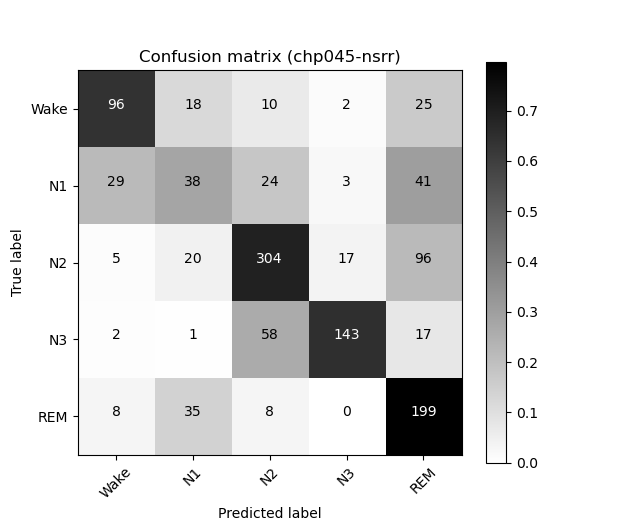 Confusion matrix (chp045-nsrr)
True label
Wake 96 18 10 2 25
N1 29 38 24 3 41
N2 5 20 304 17 96
N3 2 1 58 143 17
REM 8 35 8 0 199
Wake N1 N2 N3 REM
Predicted label
0.7
0.6
0.5
0.4
0.3
0.2
0.1
0.0